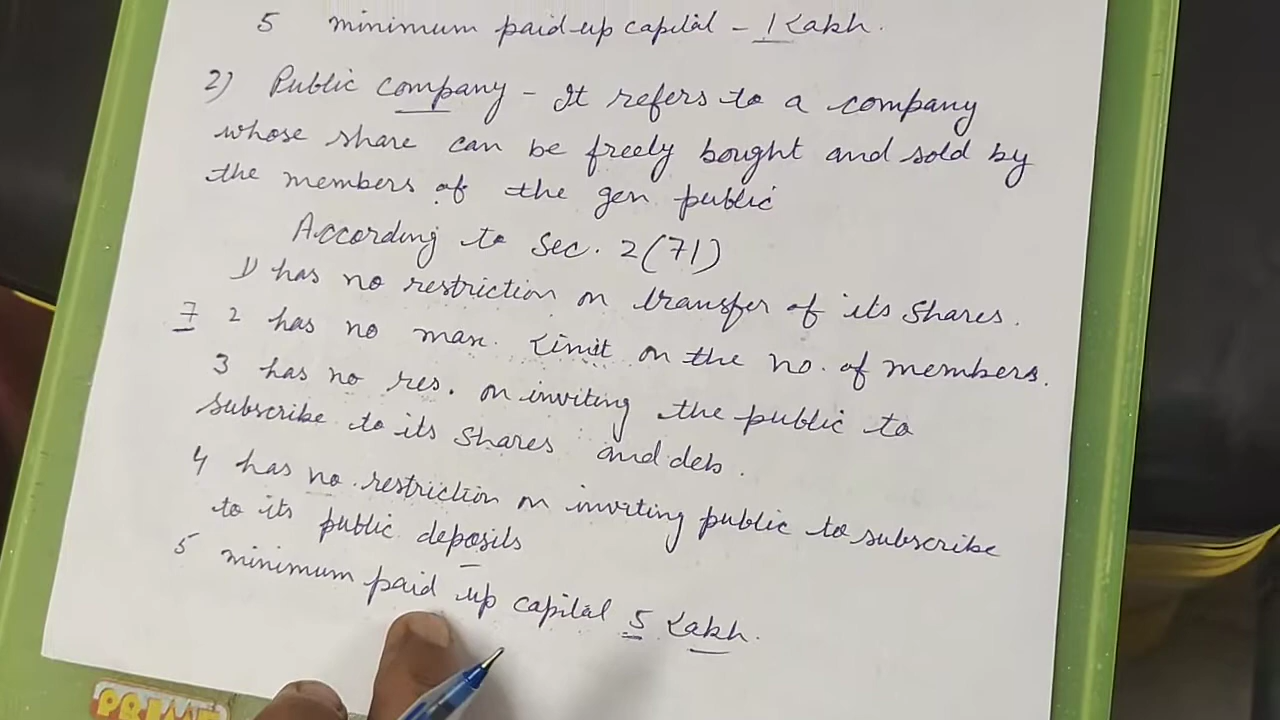 5 minimum paid-up capital - 1 Lakh.
2) Public company - It refers to a company
whose share can be freely bought and sold by
the members of the gen public
According to Sec. 2(71)
1) has no restriction on transfer of its Shares.
7 2 has no max. Limit on the no. of members.
3 has no res. on inviting the public to
subscribe to its shares and deb.
4 has no restriction on inviting public to subscribe
to its public deposits
5 minimum paid up capital 5 Lakh.